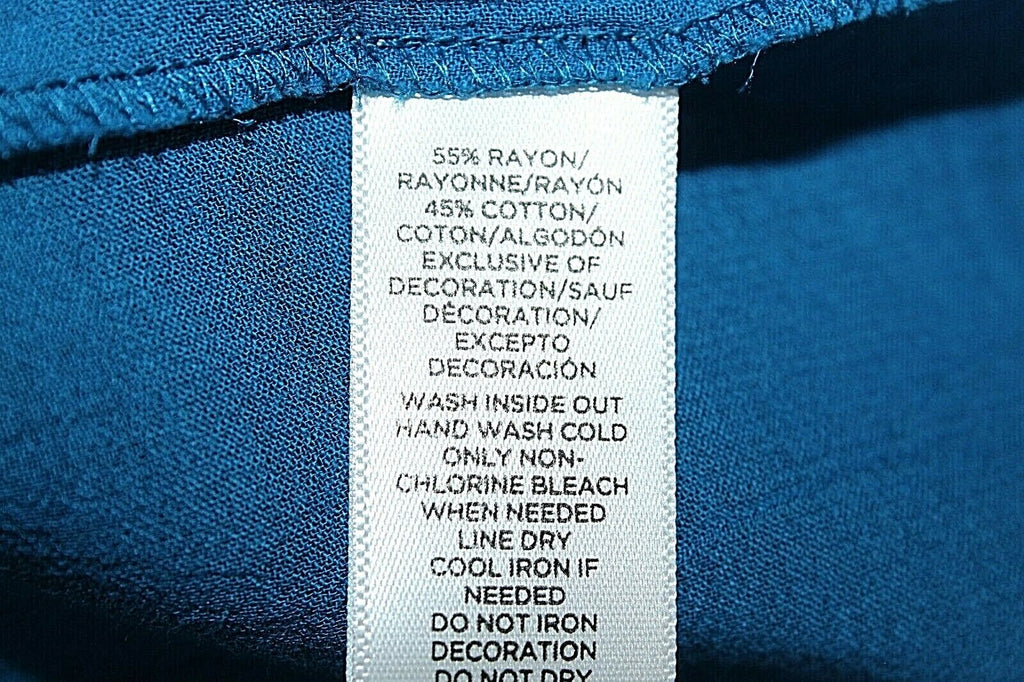 55% RAYON/
RAYONNE/RAYÓN
45% COTTON/
COTON/ALGODÓN
EXCLUSIVE OF
DECORATION/SAUF
DÉCORATION/
EXCEPTO
DECORACIÓN
WASH INSIDE OUT
HAND WASH COLD
ONLY NON-
CHLORINE BLEACH
WHEN NEEDED
LINE DRY
COOL IRON IF
NEEDED
DO NOT IRON
DECORATION
DO NOT DRY